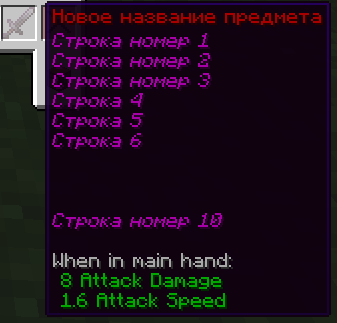 Новое название предмета
Строка номер 1
Строка номер 2
Строка номер 3
Строка 4
Строка 5
Строка 6
Строка номер 10
When in main hand:
8 Attack Damage
1.6 Attack Speed